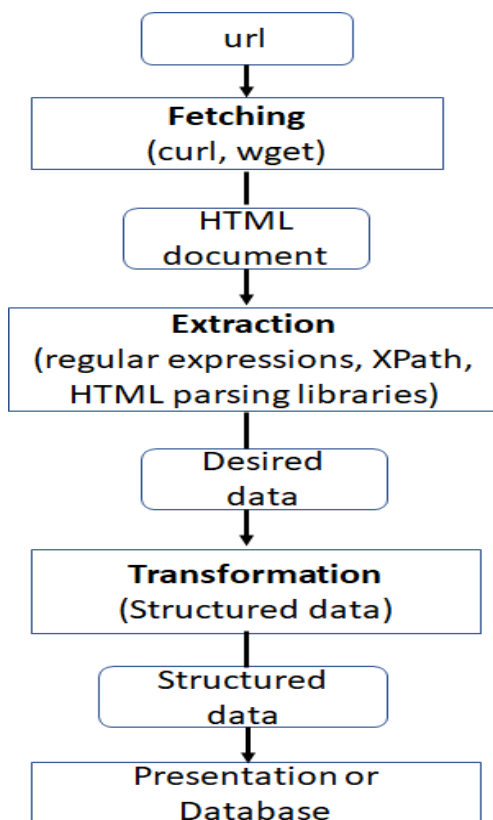 url
Fetching
(curl, wget)
HTML
document
Extraction
(regular expressions, XPath,
HTML parsing libraries)
Desired
data
Transformation
(Structured data)
Structured
data
Presentation or
Database